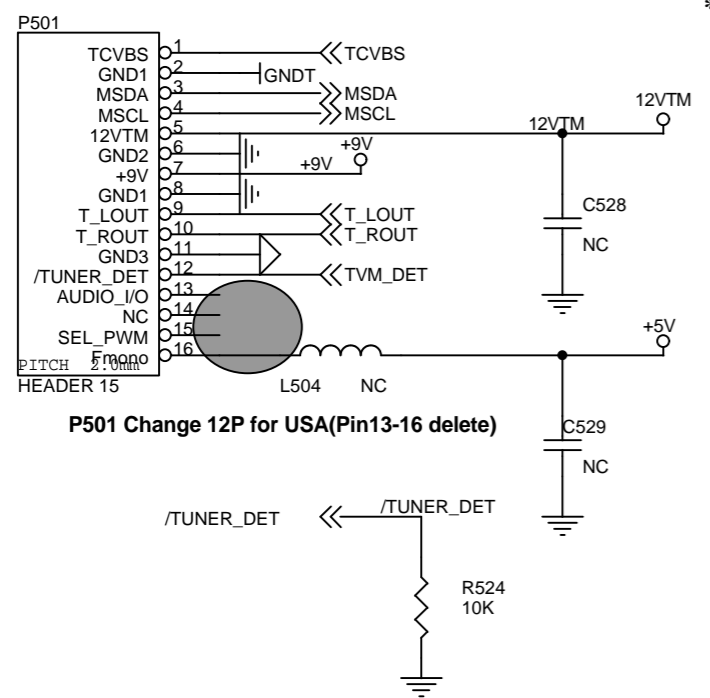 P501
TCVBS 1 TCVBS
GND1 2 GNDT
MSDA 3 MSDA
MSCL 4 MSCL
12VTM 5 12VTM 12VTM
GND2 6
+9V 7 +9V +9V
GND1 8
T_LOUT 9 T_LOUT
T_ROUT 10 T_ROUT
GND3 11
/TUNER_DET 12 TVM_DET
AUDIO_I/O 13
NC 14
SEL_PWM 15
Fmono 16
PITCH 2.0mm
HEADER 15
C528
NC
L504 NC
+5V
P501 Change 12P for USA(Pin13-16 delete)
C529
NC
/TUNER_DET /TUNER_DET
R524
10K